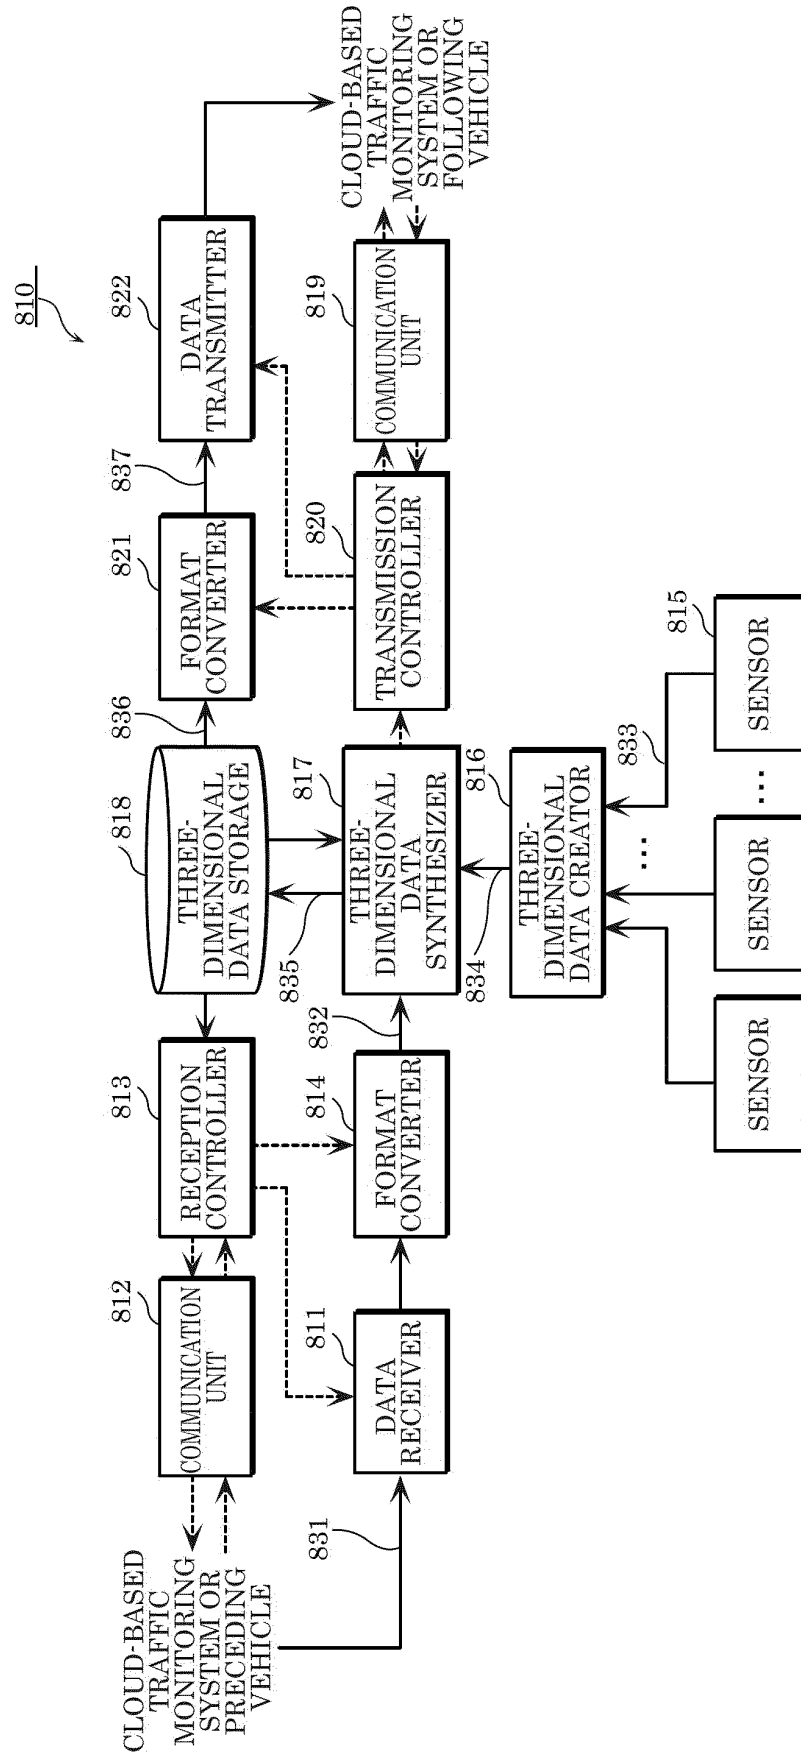 810
CLOUD-BASED
TRAFFIC
MONITORING
SYSTEM OR
PRECEDING
VEHICLE
812
COMMUNICATION
UNIT
813
RECEPTION
CONTROLLER
818
THREE-
DIMENSIONAL
DATA STORAGE
836
821
FORMAT
CONVERTER
837
822
DATA
TRANSMITTER
831
811
DATA
RECEIVER
814
FORMAT
CONVERTER
832
835
817
THREE-
DIMENSIONAL
DATA
SYNTHESIZER
820
TRANSMISSION
CONTROLLER
819
COMMUNICATION
UNIT
CLOUD-BASED
TRAFFIC
MONITORING
SYSTEM OR
FOLLOWING
VEHICLE
834
816
THREE-
DIMENSIONAL
DATA CREATOR
...
833
815
SENSOR
SENSOR
...
SENSOR